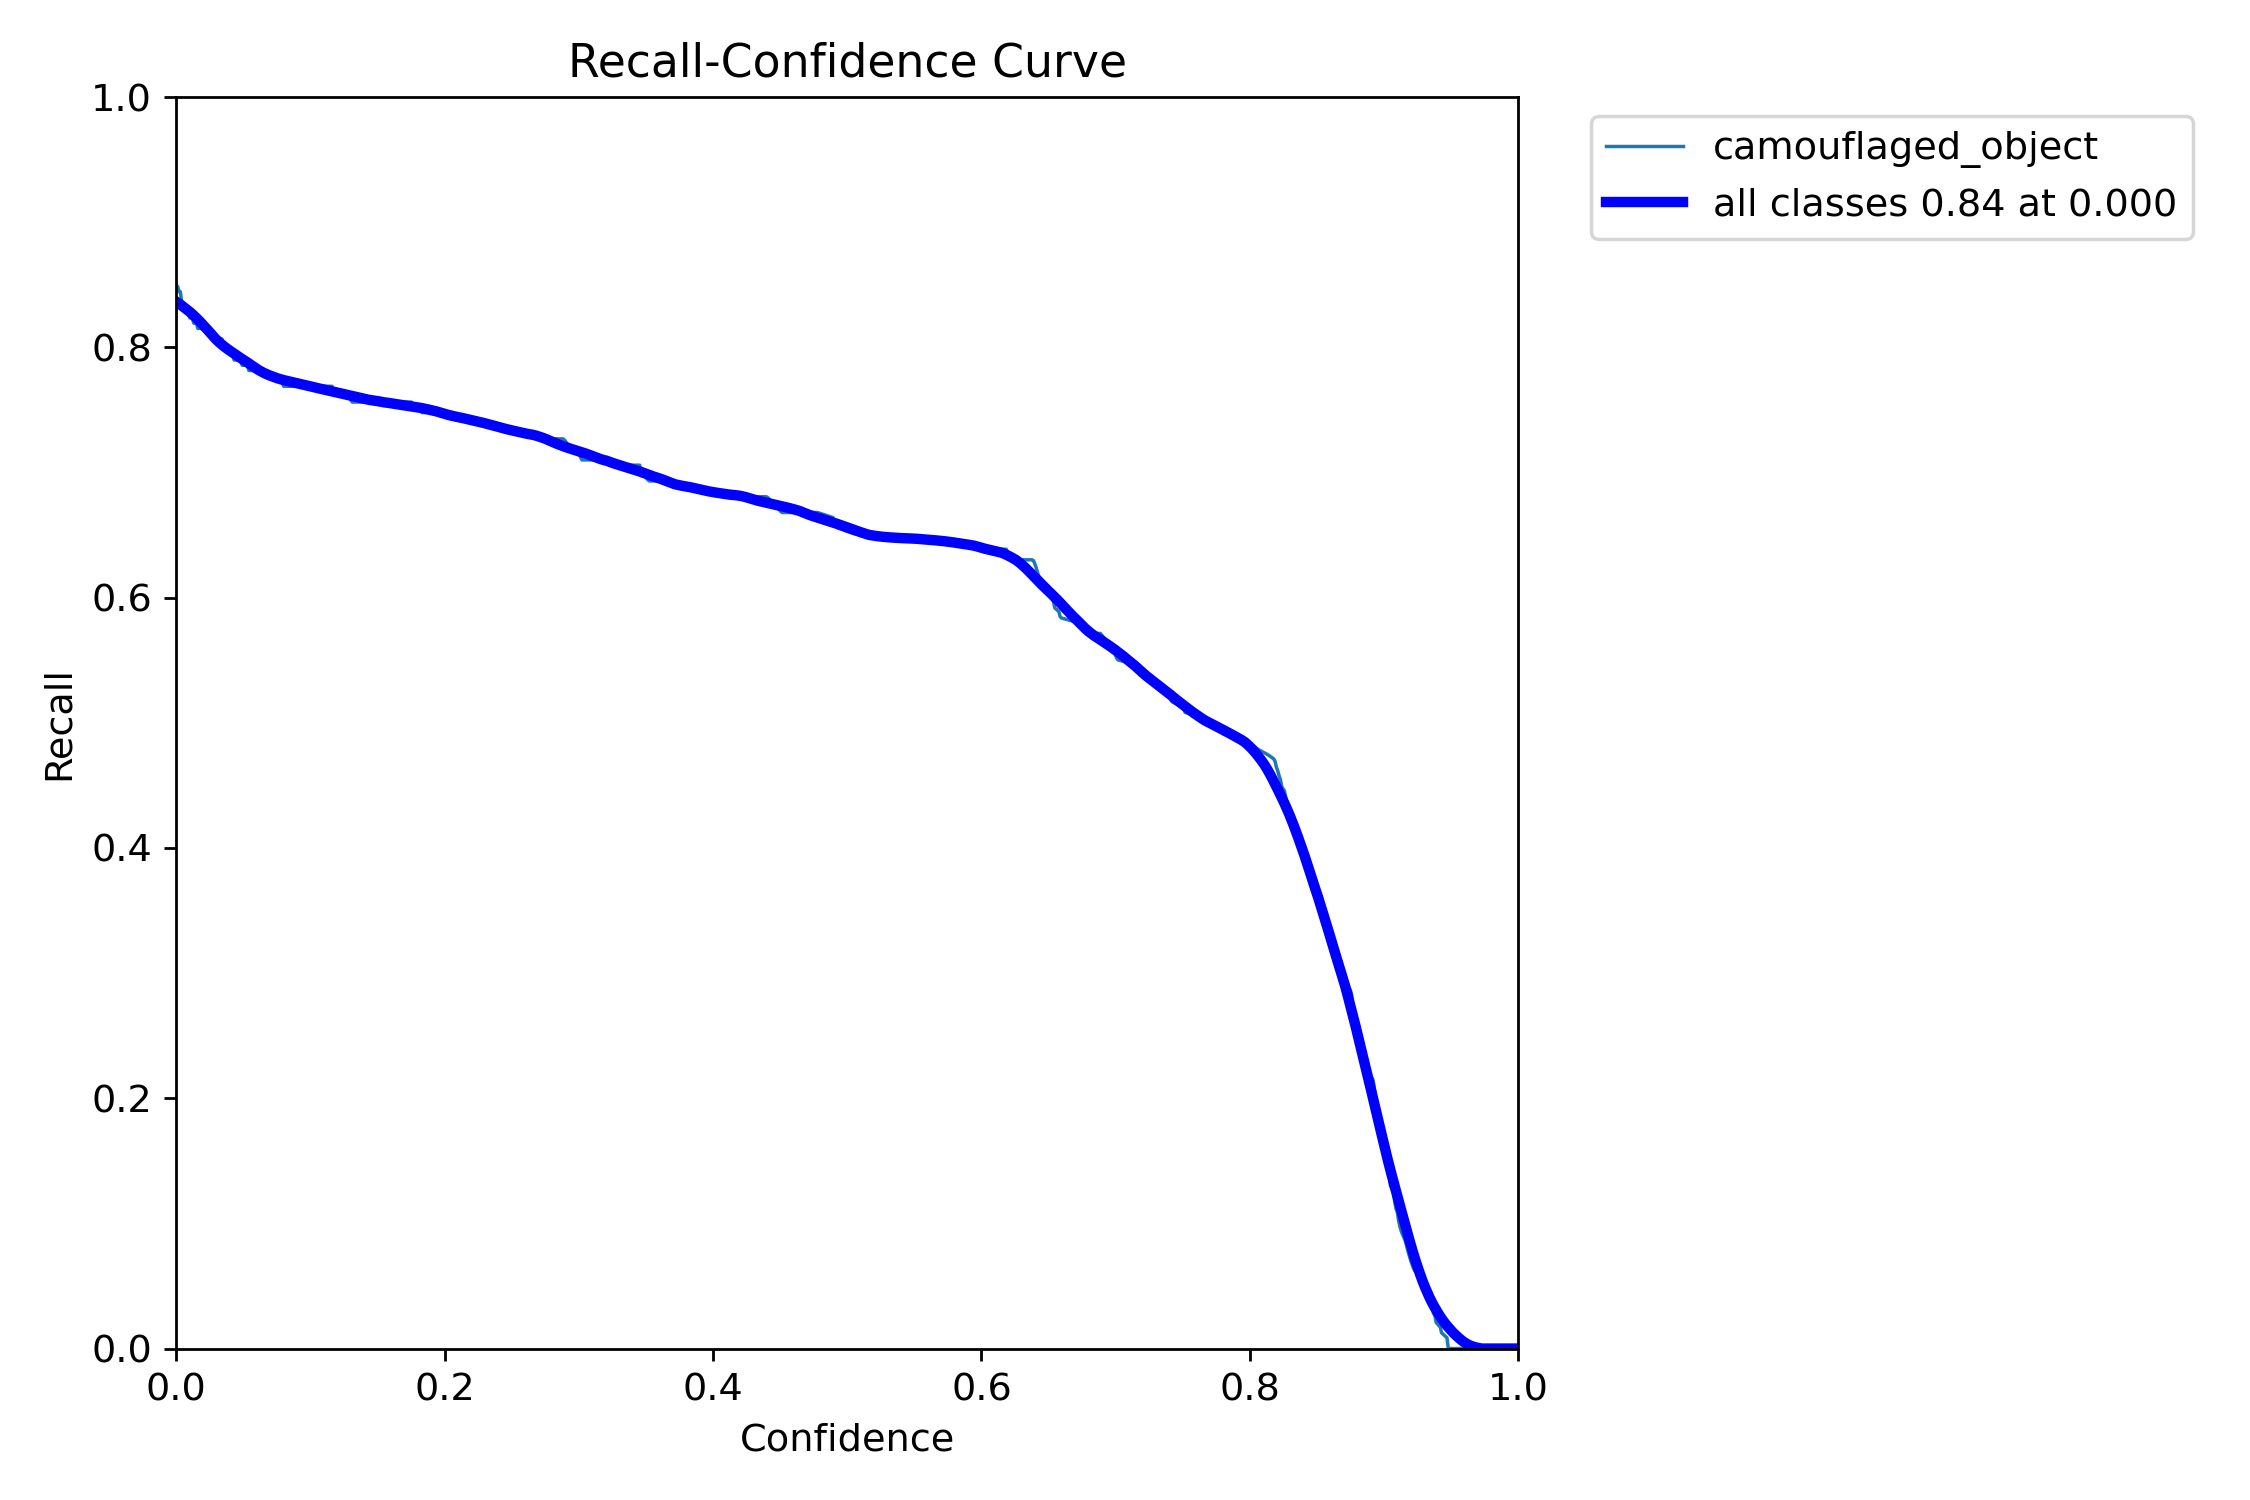 Recall-Confidence Curve
1.0
0.8
0.6
0.4
0.2
0.0
Recall
0.0 0.2 0.4 0.6 0.8 1.0
Confidence
camouflaged_object
all classes 0.84 at 0.000